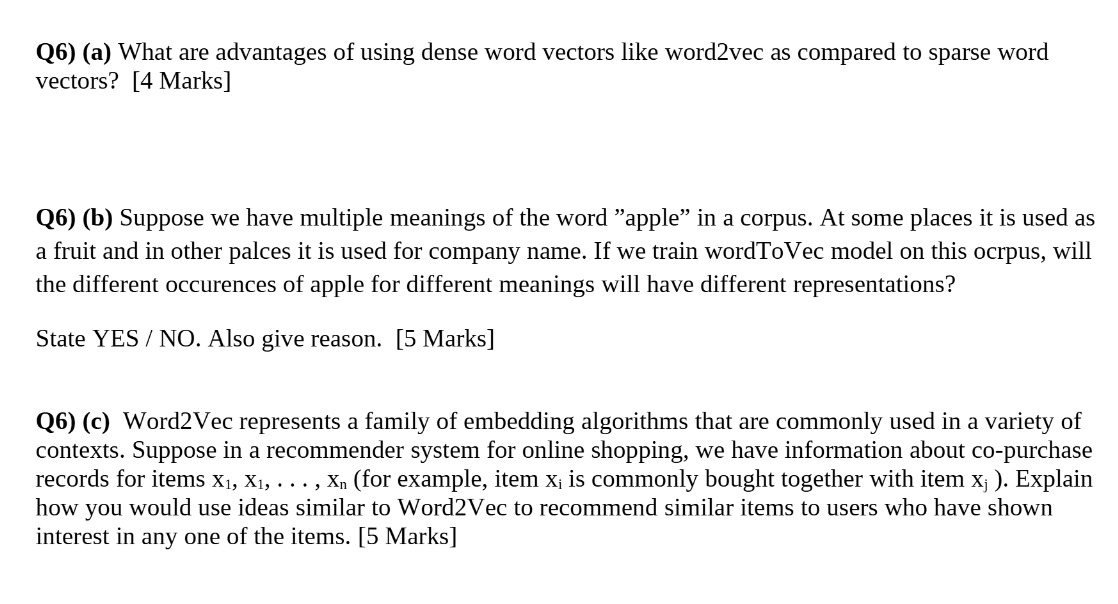 Q6) (a) What are advantages of using dense word vectors like word2vec as compared to sparse word
vectors?  [4 Marks]
Q6) (b) Suppose we have multiple meanings of the word ”apple” in a corpus. At some places it is used as
a fruit and in other palces it is used for company name. If we train wordToVec model on this ocrpus, will
the different occurences of apple for different meanings will have different representations?
State YES / NO. Also give reason.  [5 Marks]
Q6) (c)  Word2Vec represents a family of embedding algorithms that are commonly used in a variety of
contexts. Suppose in a recommender system for online shopping, we have information about co-purchase
records for items x₁, x₁, . . . , xₙ (for example, item xᵢ is commonly bought together with item xⱼ ). Explain
how you would use ideas similar to Word2Vec to recommend similar items to users who have shown
interest in any one of the items. [5 Marks]